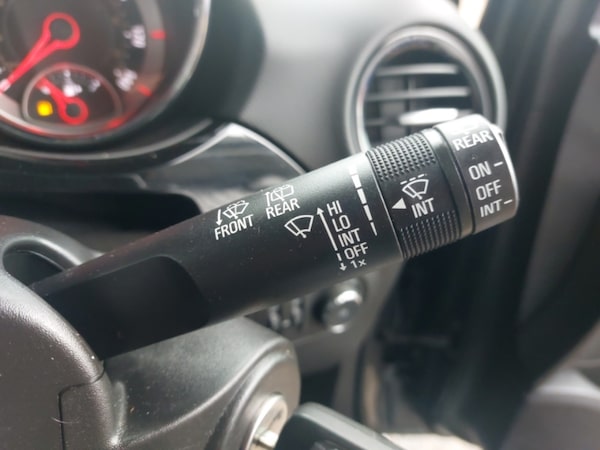 FRONT
REAR
HI
LO
INT
OFF
1x
INT
REAR
ON
OFF
INT